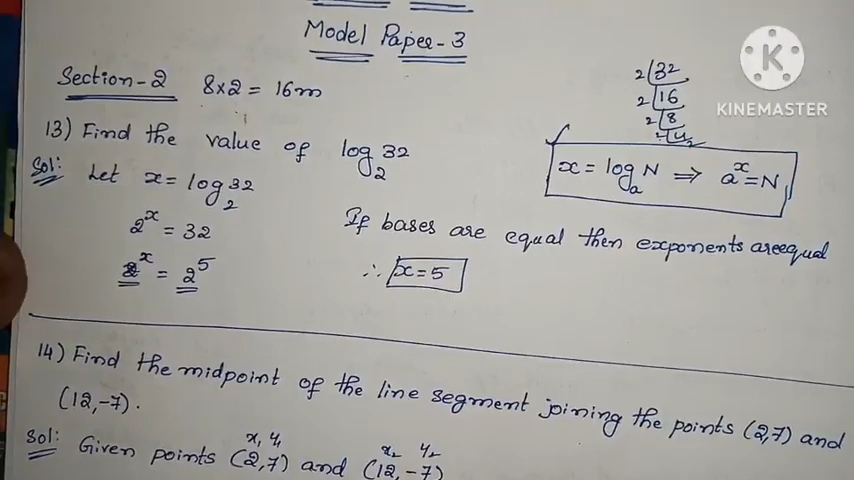 Model Paper-3
Section-2 8×2 = 16m
2 | 32
2 | 16
2 | 8
2 | 4
2
K
KINEMASTER
13) Find the value of log₂ 32
Sol: Let x = log₂ 32
x = logₐ N ⇒ aˣ = N
2ˣ = 32
If bases are equal then exponents are equal
2ˣ = 2⁵
∴ x = 5
14) Find the midpoint of the line segment joining the points (2,7) and
(12,-7).
x₁ y₁ x₂ y₂
Sol: Given points (2,7) and (12,-7)